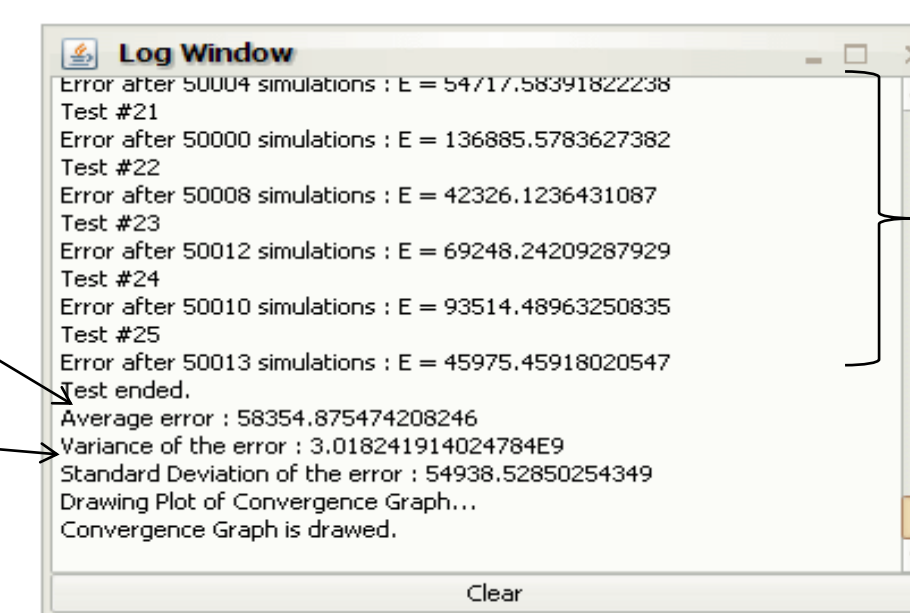 Log Window
Error after 50004 simulations : E = 54717.58391822238
Test #21
Error after 50000 simulations : E = 136885.5783627382
Test #22
Error after 50008 simulations : E = 42326.1236431087
Test #23
Error after 50012 simulations : E = 69248.24209287929
Test #24
Error after 50010 simulations : E = 93514.48963250835
Test #25
Error after 50013 simulations : E = 45975.45918020547
Test ended.
Average error : 58354.875474208246
Variance of the error : 3.018241914024784E9
Standard Deviation of the error : 54938.52850254349
Drawing Plot of Convergence Graph...
Convergence Graph is drawed.
Clear